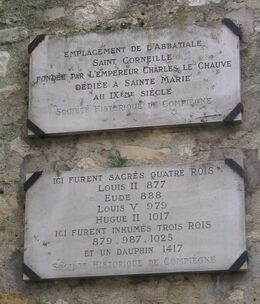 EMPLACEMENT DE L'ABBATIALE
SAINT CORNEILLE
FONDÉE PAR L'EMPEREUR CHARLES LE CHAUVE
DÉDIÉE A SAINTE MARIE
AU IXÈME SIÈCLE
SOCIÉTÉ HISTORIQUE DE COMPIÈGNE
ICI FURENT SACRÉS QUATRE ROIS
LOUIS II 877
EUDE 888
LOUIS V 979
HUGUE II 1017
ICI FURENT INHUMÉS TROIS ROIS
879.987.1025
ET UN DAUPHIN 1417
SOCIÉTÉ HISTORIQUE DE COMPIÈGNE